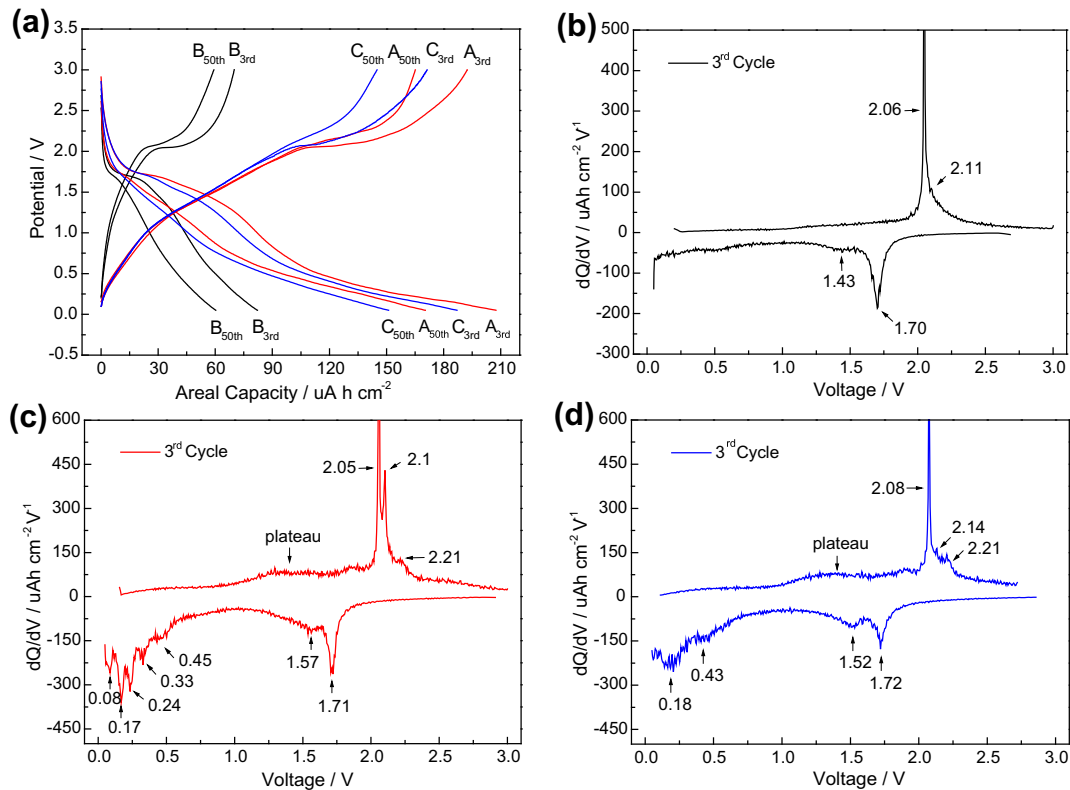 (a)
3.5
3.0
2.5
2.0
1.5
1.0
0.5
0.0
-0.5
Potential / V
B50th B3rd
C50th A50th C3rd A3rd
B50th B3rd
C50th A50th C3rd A3rd
0 30 60 90 120 150 180 210
Areal Capacity / uA h cm-2
(b)
500
400
300
200
100
0
-100
-200
-300
dQ/dV / uAh cm-2 V-1
3rd Cycle
2.06
2.11
1.43
1.70
0.0 0.5 1.0 1.5 2.0 2.5 3.0
Voltage / V
(c)
600
450
300
150
0
-150
-300
-450
dQ/dV / uAh cm-2 V-1
3rd Cycle
2.05
2.1
plateau
2.21
0.45
0.33
0.08
0.24
0.17
1.57
1.71
0.0 0.5 1.0 1.5 2.0 2.5 3.0
Voltage / V
(d)
600
450
300
150
0
-150
-300
-450
dQ/dV / uAh cm-2 V-1
3rd Cycle
2.08
2.14
plateau
2.21
0.43
0.18
1.52
1.72
0.0 0.5 1.0 1.5 2.0 2.5 3.0
Voltage / V